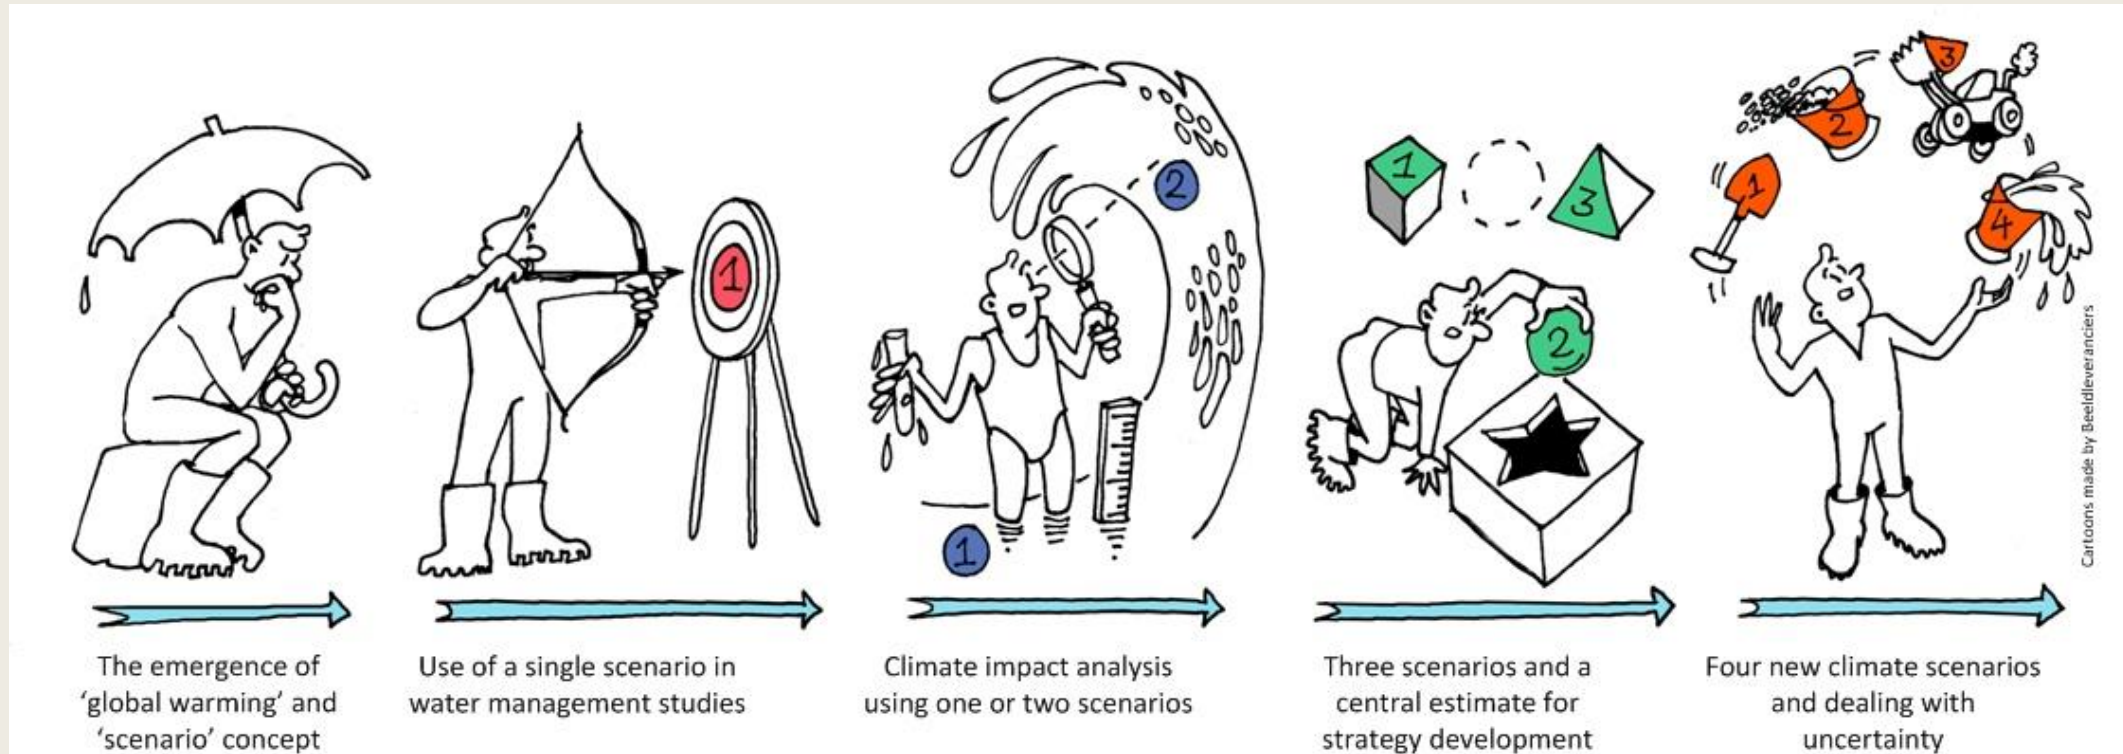 1
2
1
1
2
3
2
1
2
3
4
The emergence of
'global warming' and
'scenario' concept
Use of a single scenario in
water management studies
Climate impact analysis
using one or two scenarios
Three scenarios and a
central estimate for
strategy development
Four new climate scenarios
and dealing with
uncertainty
Cartoons made by Beeldleveranciers